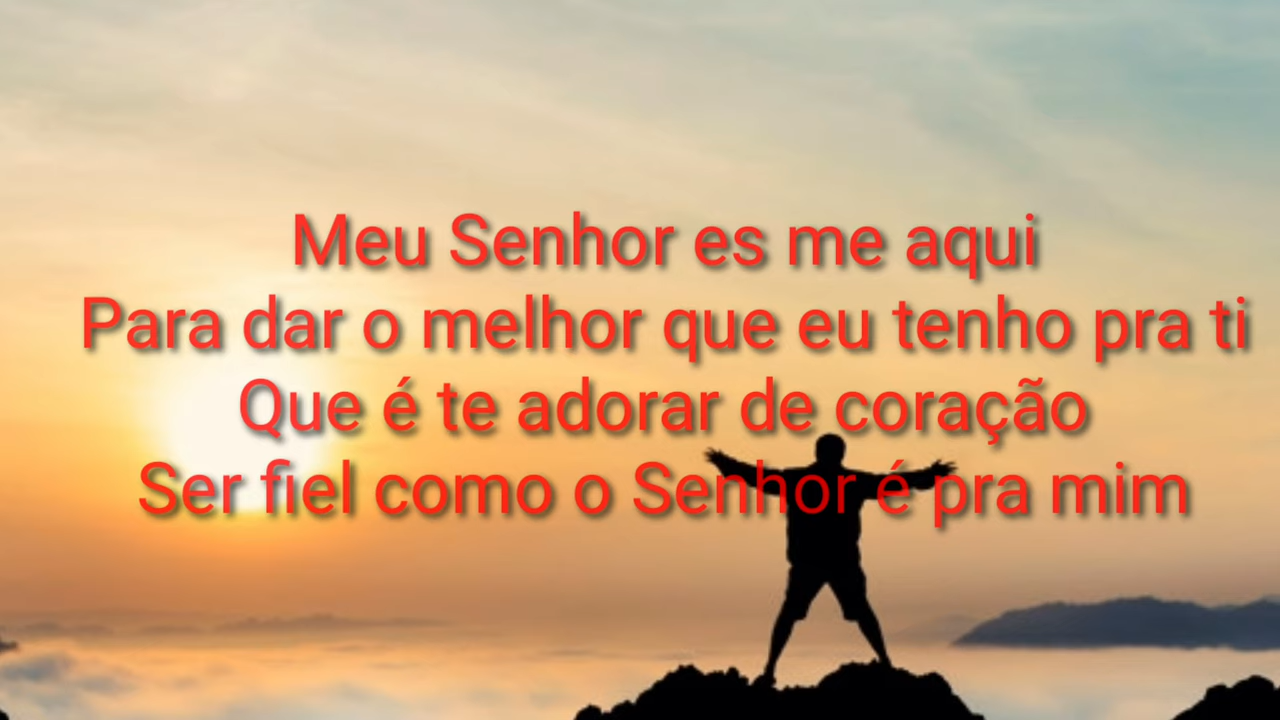 Meu Senhor es me aqui
Para dar o melhor que eu tenho pra ti
Que é te adorar de coração
Ser fiel como o Senhor é pra mim